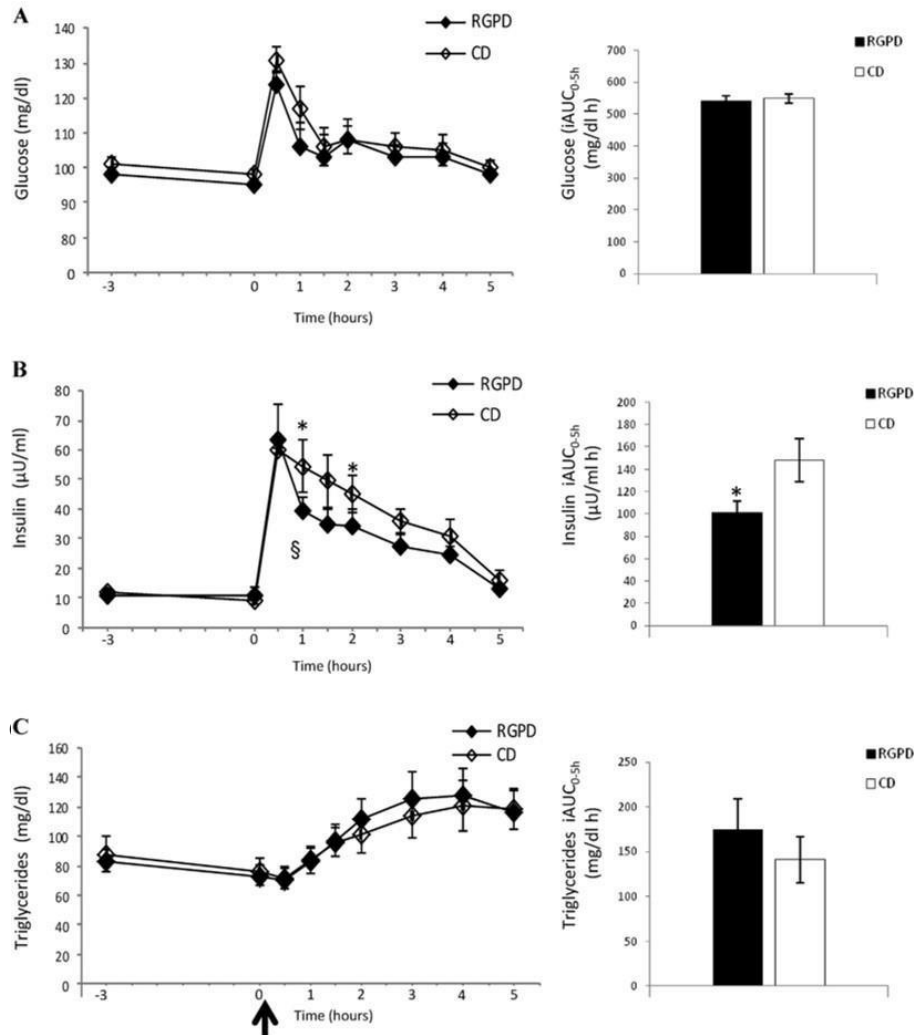 A
RGPD
CD
Glucose (mg/dl)
140
130
120
110
100
90
80
0
-3
0
1
2
3
4
5
Time (hours)
RGPD
CD
Glucose (iAUC0-5h)
(mg/dl h)
700
600
500
400
300
200
100
0
B
RGPD
CD
Insulin (µU/ml)
80
70
60
50
40
30
20
10
0
*
*
§
-3
0
1
2
3
4
5
Time (hours)
RGPD
CD
Insulin iAUC0-5h
(µU/ml h)
200
180
160
140
120
100
80
60
40
20
0
*
C
RGPD
CD
Triglycerides (mg/dl)
160
140
120
100
80
60
40
20
0
-3
0
1
2
3
4
5
Time (hours)
RGPD
CD
Triglycerides iAUC0-5h
(mg/dl h)
250
200
150
100
50
0